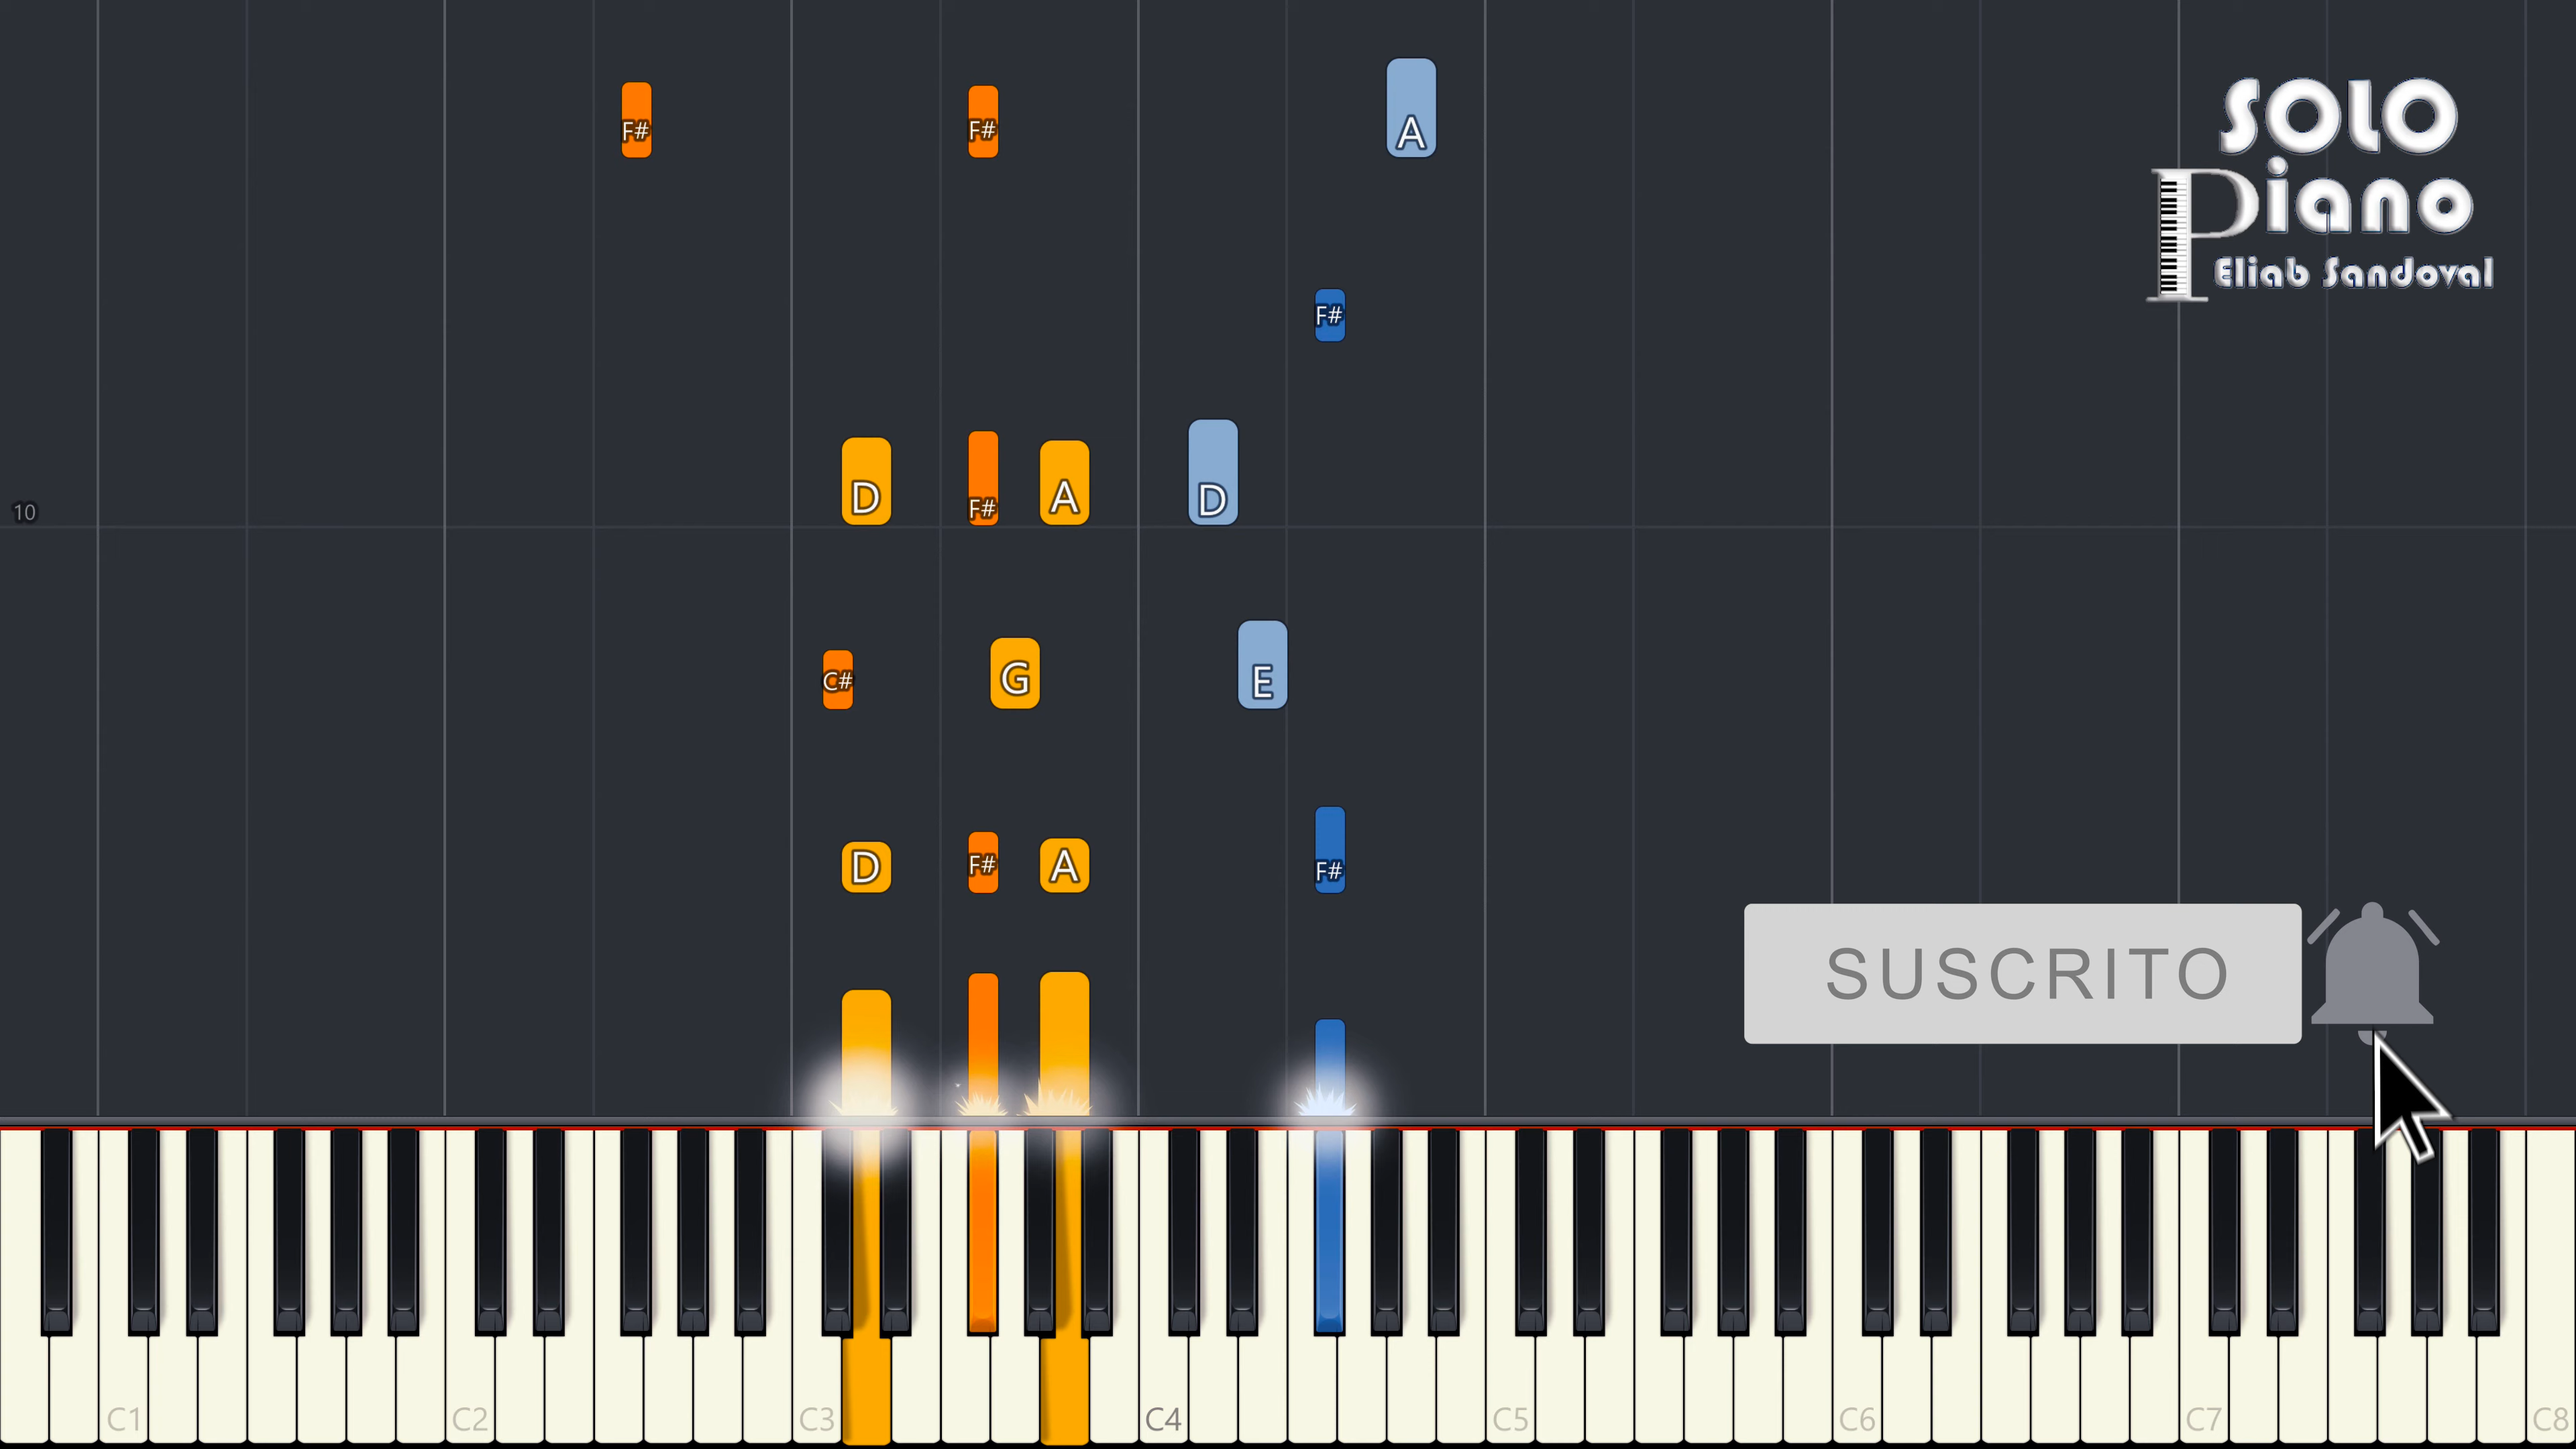 SOLO
Piano
Eliab Sandoval
F# F# A
F#
D F# A D
10
C# G E
D F# A F#
SUSCRITO
C1 C2 C3 C4 C5 C6 C7 C8